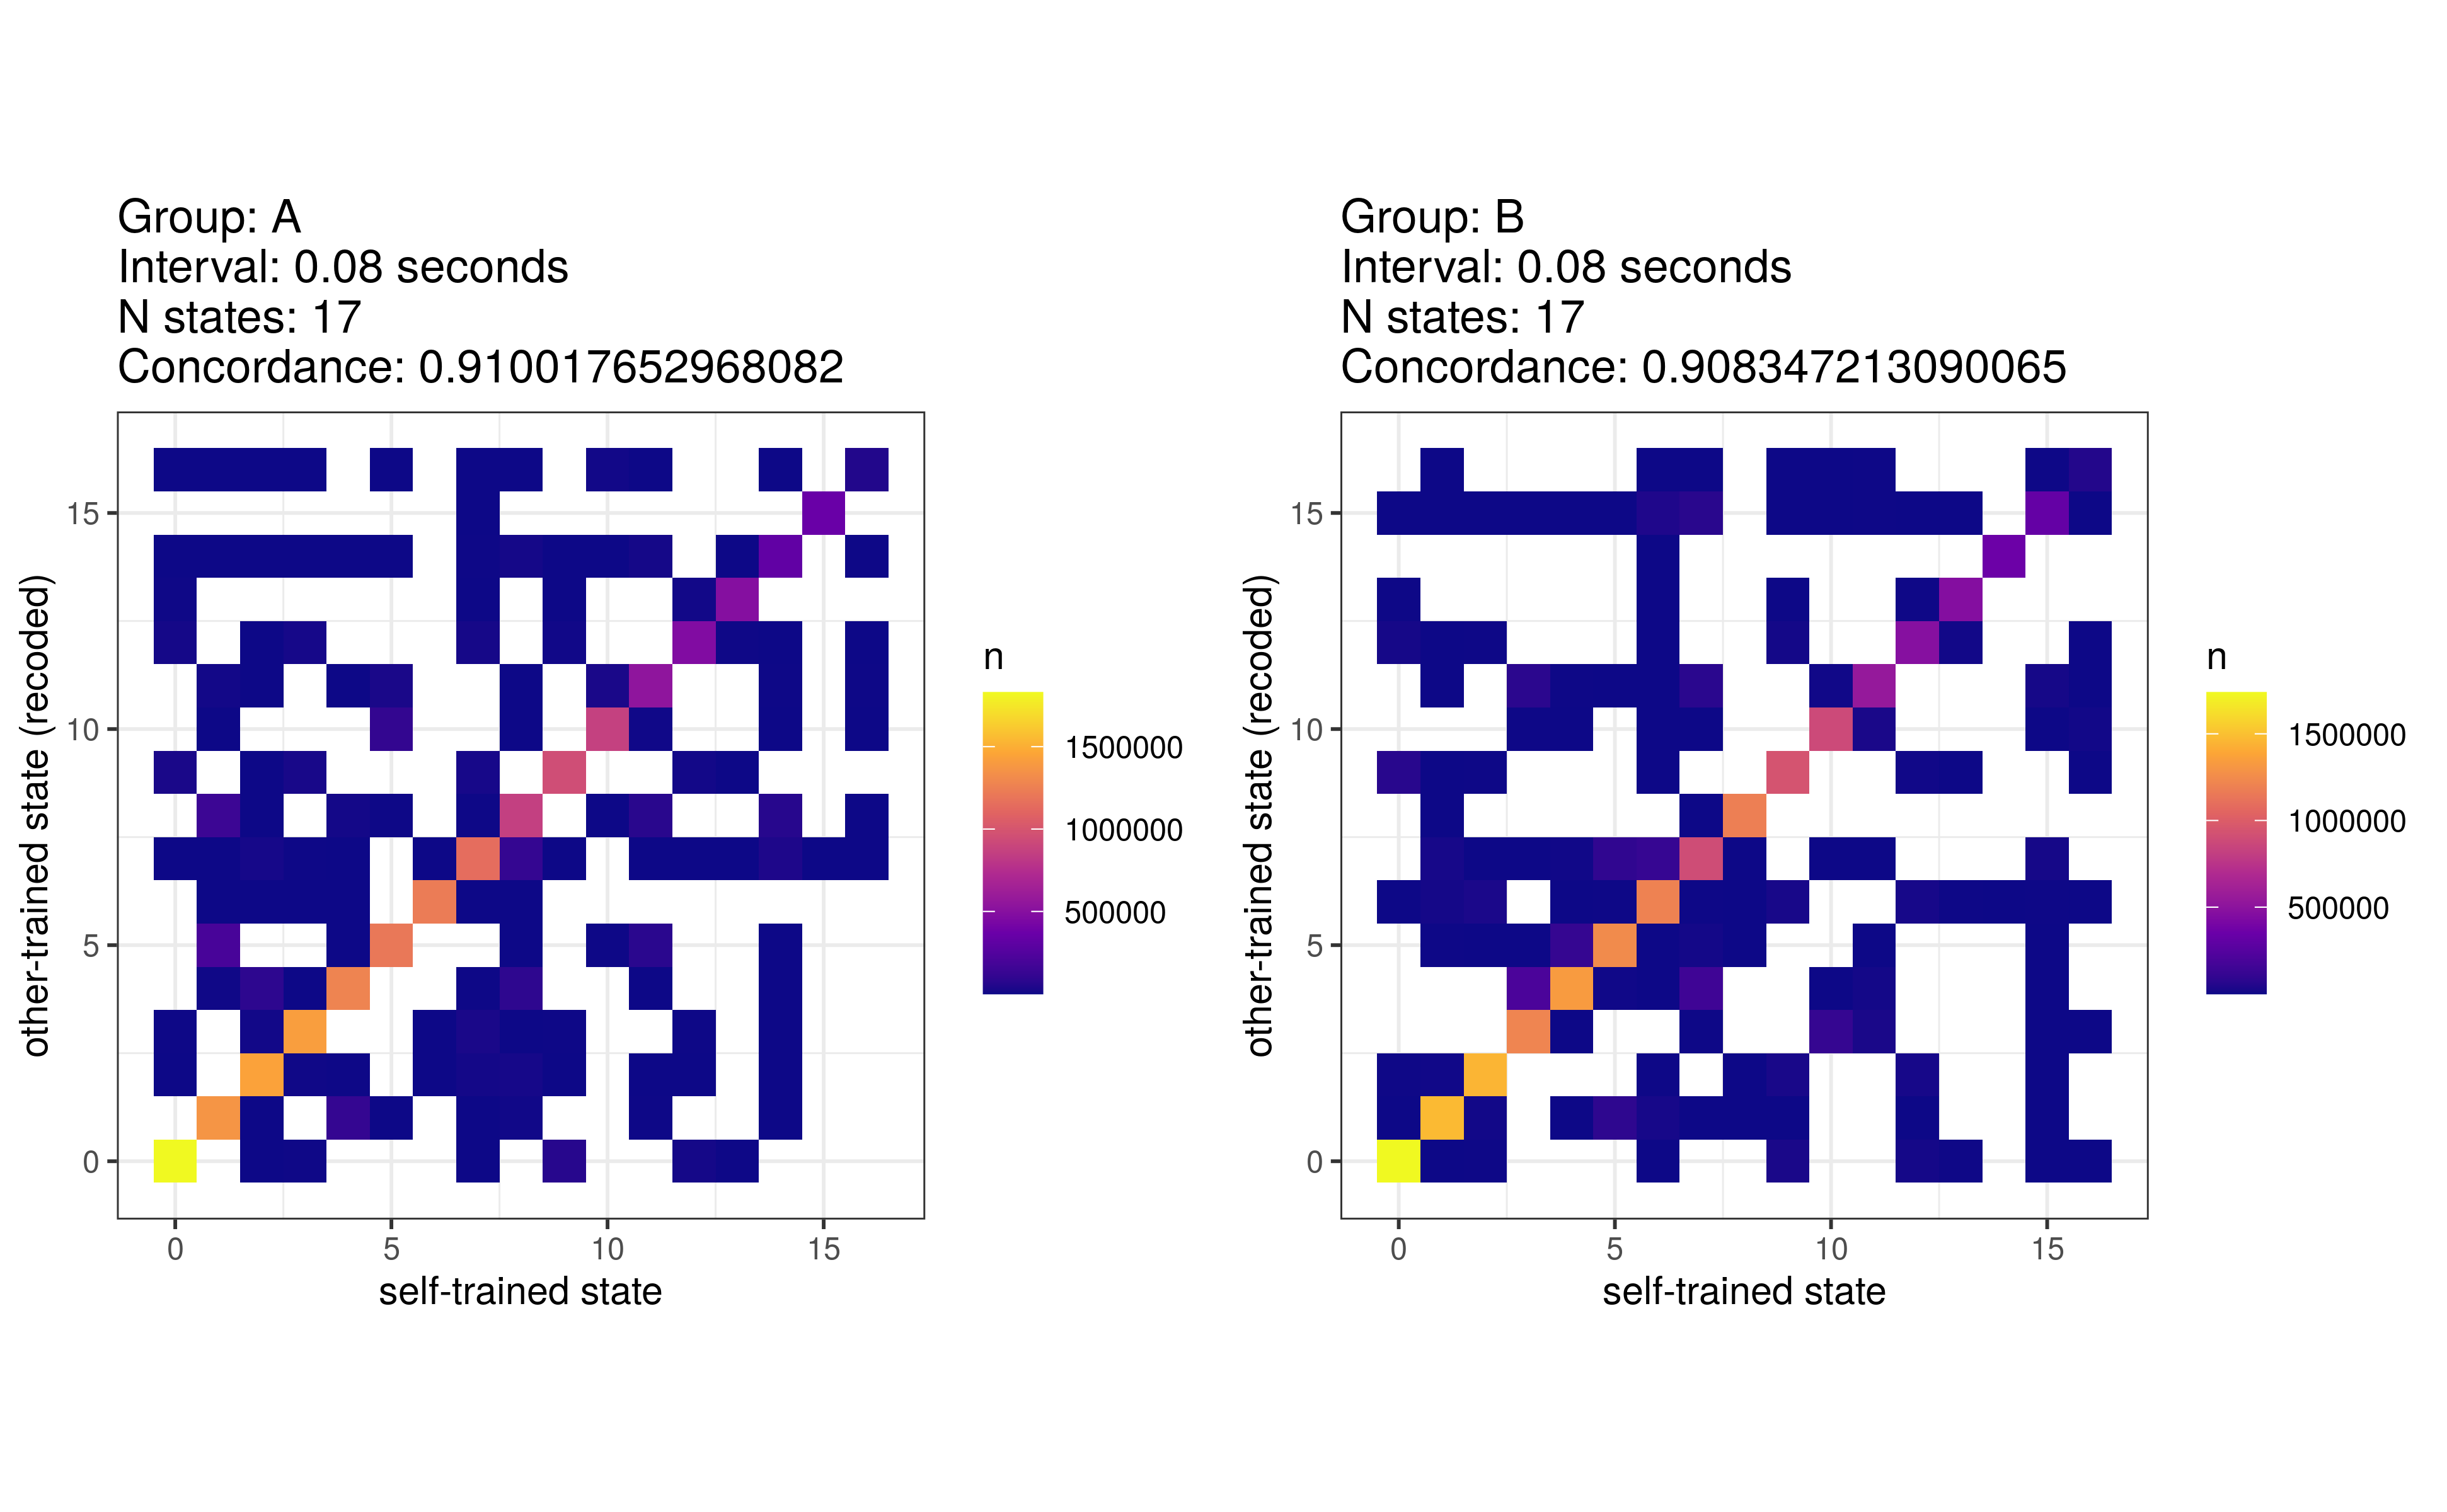 Group: A
Interval: 0.08 seconds
N states: 17
Concordance: 0.910017652968082
other-trained state (recoded)
15
10
5
0
0 5 10 15
self-trained state
n
1500000
1000000
500000
Group: B
Interval: 0.08 seconds
N states: 17
Concordance: 0.908347213090065
other-trained state (recoded)
15
10
5
0
0 5 10 15
self-trained state
n
1500000
1000000
500000